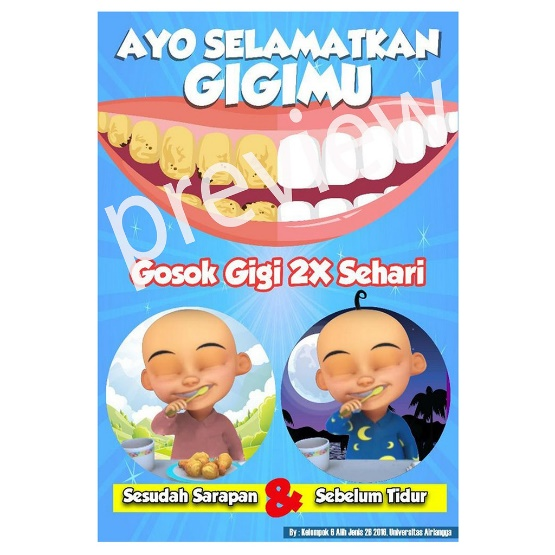 AYO SELAMATKAN
GIGIMU
preview
Gosok Gigi 2X Sehari
Sesudah Sarapan & Sebelum Tidur
By : Kelompok 6 Alih Jenis 2B 2016, Universitas Airlangga